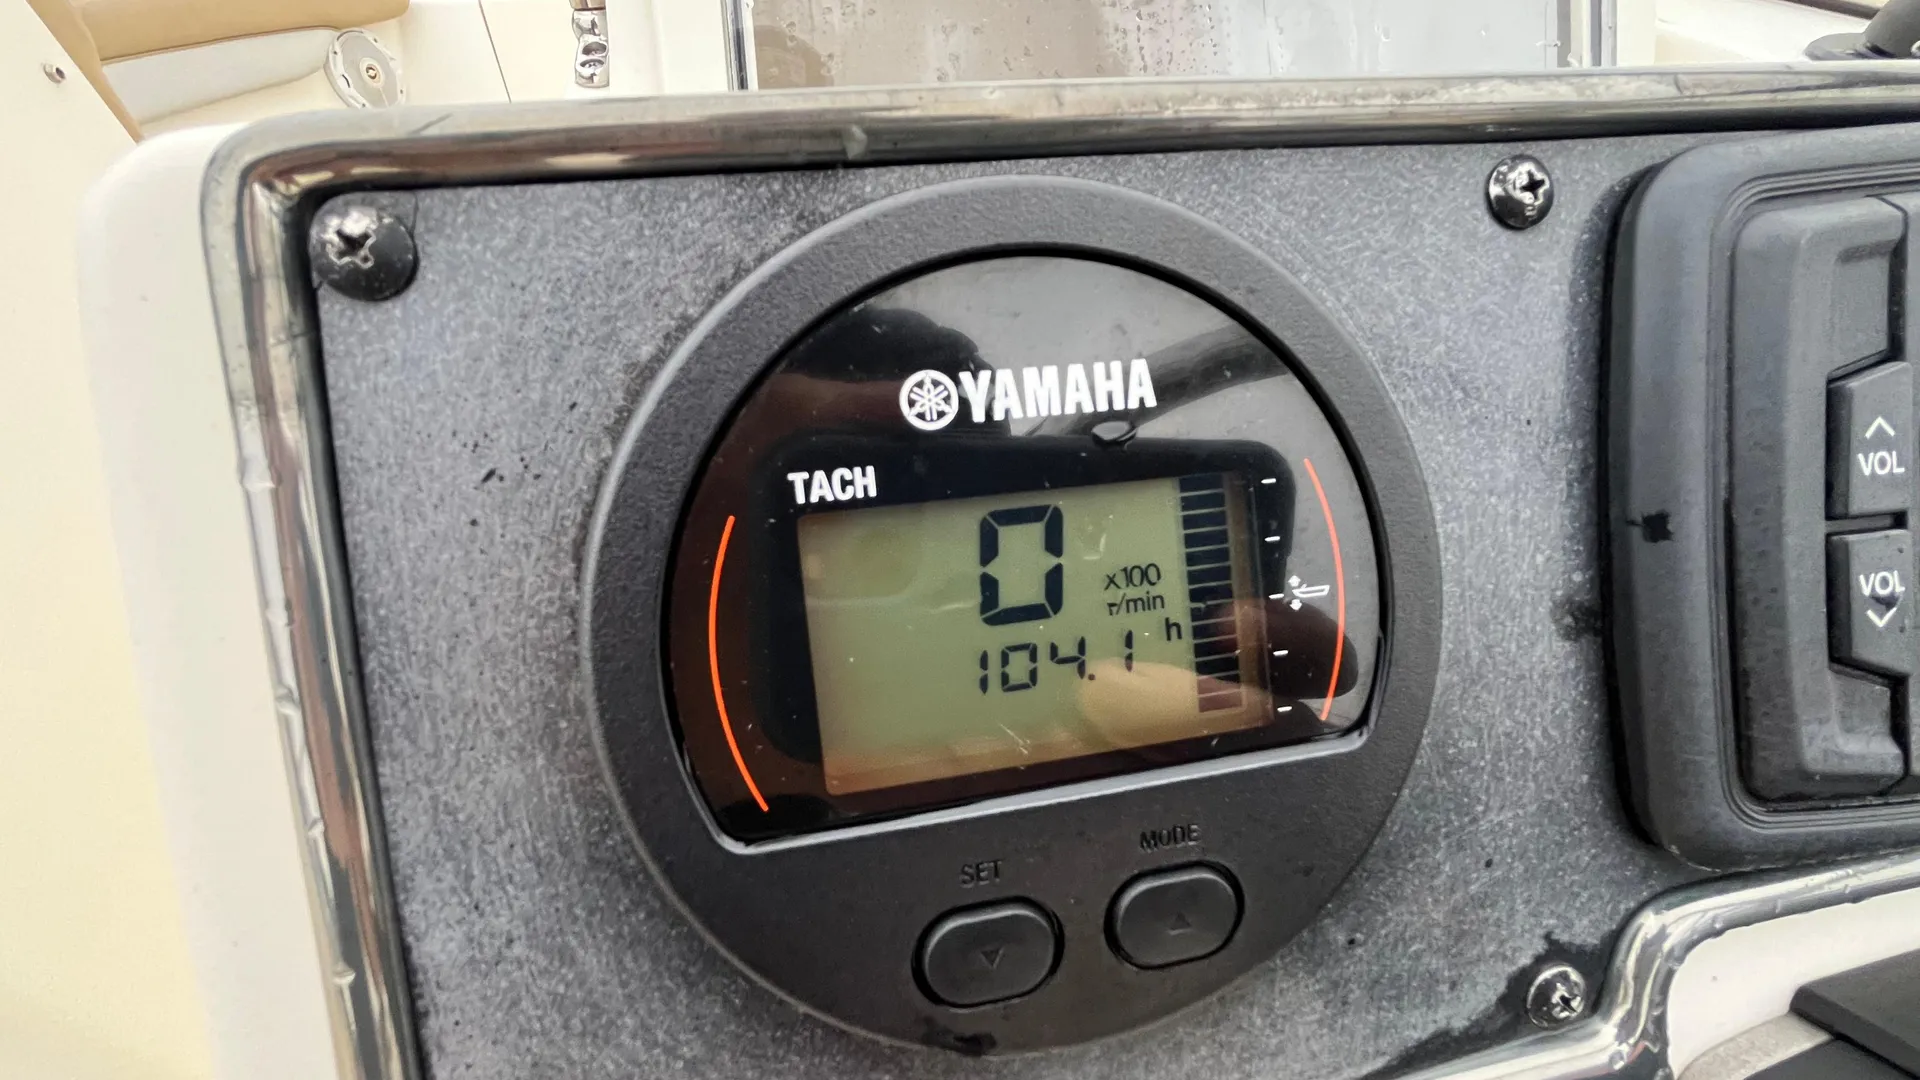 YAMAHA
TACH
0
x100
r/min
104.1 h
SET
MODE
VOL
VOL